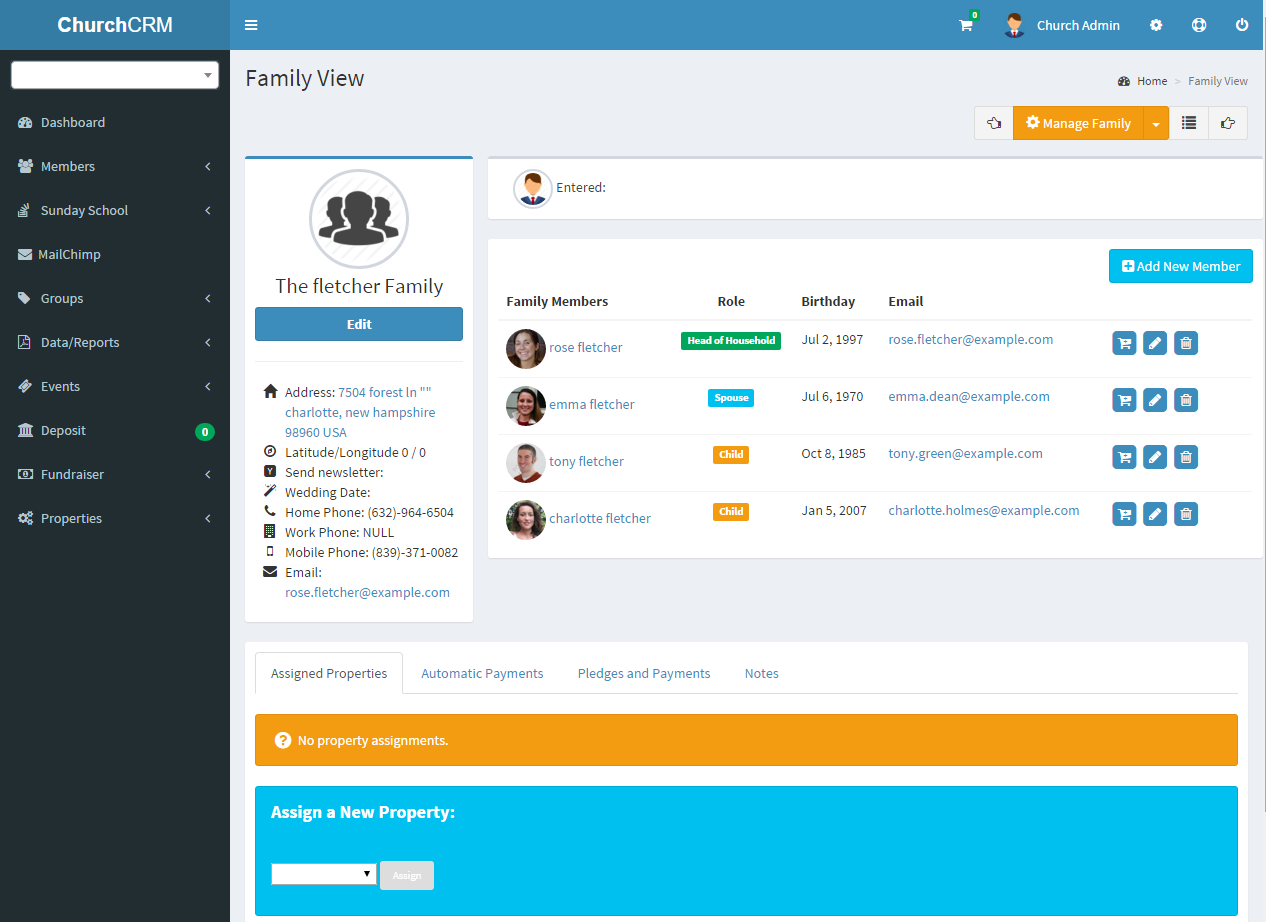 ChurchCRM
0
Church Admin
Family View
Home > Family View
Manage Family
Dashboard
Members
Sunday School
MailChimp
Groups
Data/Reports
Events
Deposit 0
Fundraiser
Properties
The fletcher Family
Edit
Address: 7504 forest ln ""
charlotte, new hampshire
98960 USA
Latitude/Longitude 0 / 0
Send newsletter:
Wedding Date:
Home Phone: (632)-964-6504
Work Phone: NULL
Mobile Phone: (839)-371-0082
Email:
rose.fletcher@example.com
Entered:
Add New Member
Family Members Role Birthday Email
rose fletcher Head of Household Jul 2, 1997 rose.fletcher@example.com
emma fletcher Spouse Jul 6, 1970 emma.dean@example.com
tony fletcher Child Oct 8, 1985 tony.green@example.com
charlotte fletcher Child Jan 5, 2007 charlotte.holmes@example.com
Assigned Properties Automatic Payments Pledges and Payments Notes
No property assignments.
Assign a New Property:
Assign